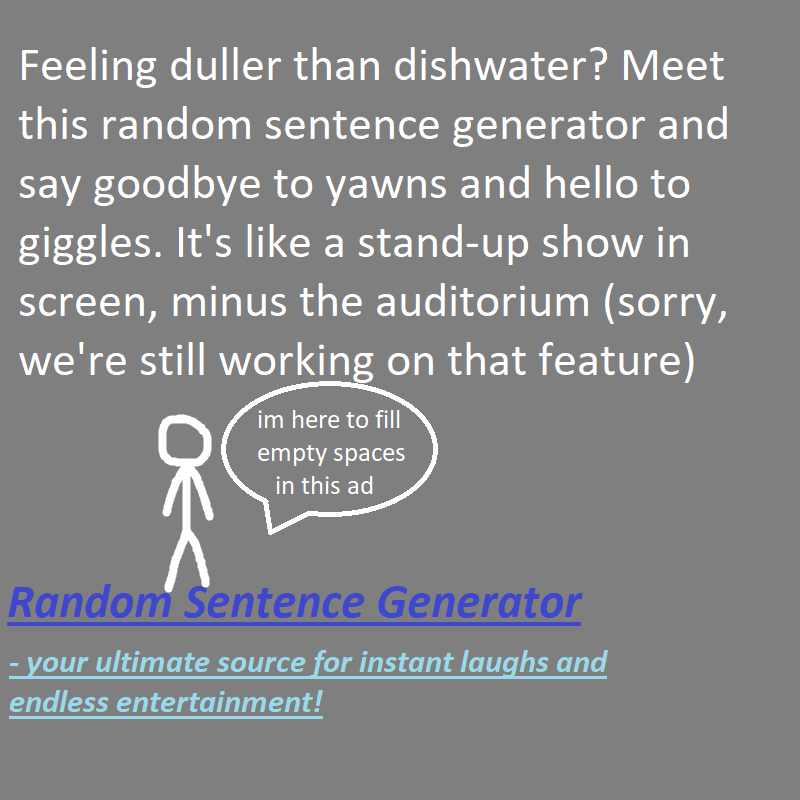 Feeling duller than dishwater? Meet
this random sentence generator and
say goodbye to yawns and hello to
giggles. It's like a stand-up show in
screen, minus the auditorium (sorry,
we're still working on that feature)
im here to fill
empty spaces
in this ad
Random Sentence Generator
- your ultimate source for instant laughs and
endless entertainment!